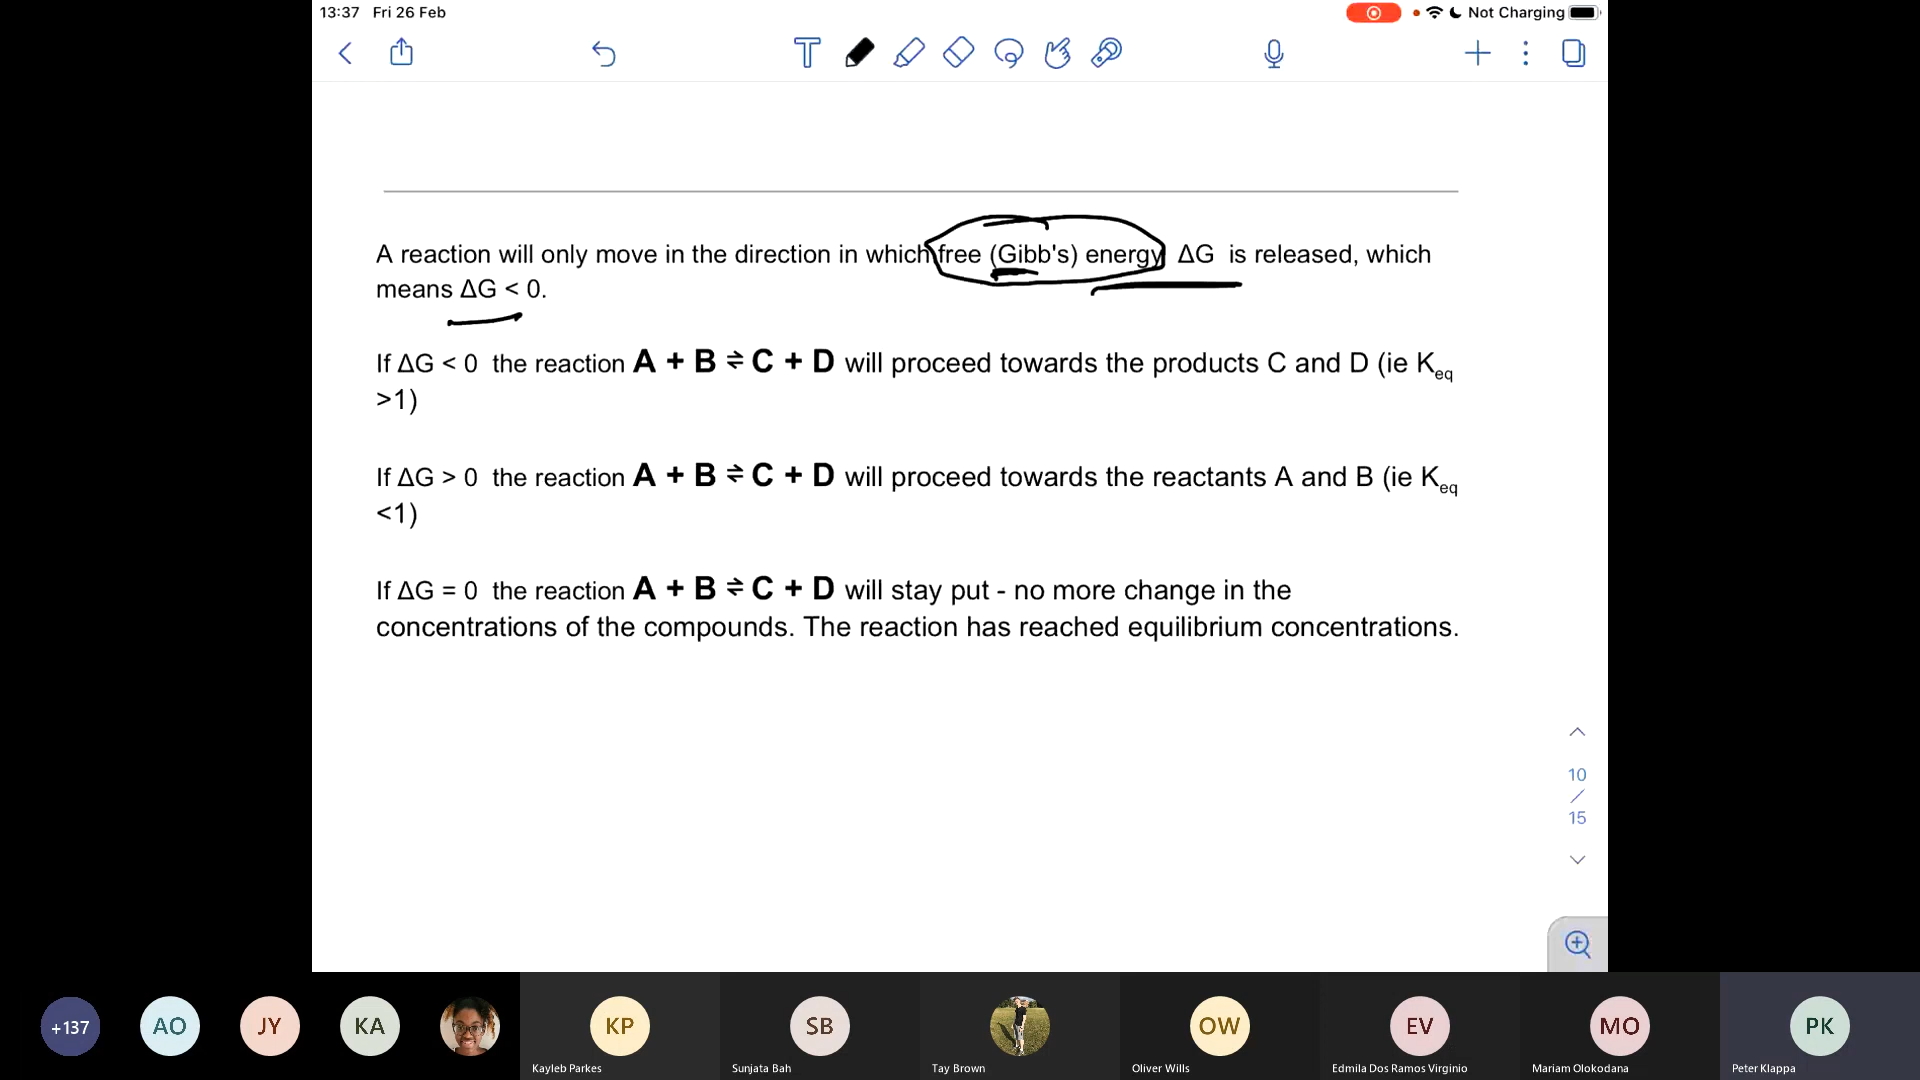 13:37 Fri 26 Feb
Not Charging
A reaction will only move in the direction in which free (Gibb's) energy ΔG is released, which
means ΔG < 0.
If ΔG < 0 the reaction A + B ⇌ C + D will proceed towards the products C and D (ie Keq
>1)
If ΔG > 0 the reaction A + B ⇌ C + D will proceed towards the reactants A and B (ie Keq
<1)
If ΔG = 0 the reaction A + B ⇌ C + D will stay put - no more change in the
concentrations of the compounds. The reaction has reached equilibrium concentrations.
10
/
15
+137
AO
JY
KA
KP
SB
OW
EV
MO
PK
Kayleb Parkes
Sunjata Bah
Tay Brown
Oliver Wills
Edmila Dos Ramos Virginio
Mariam Olokodana
Peter Klappa